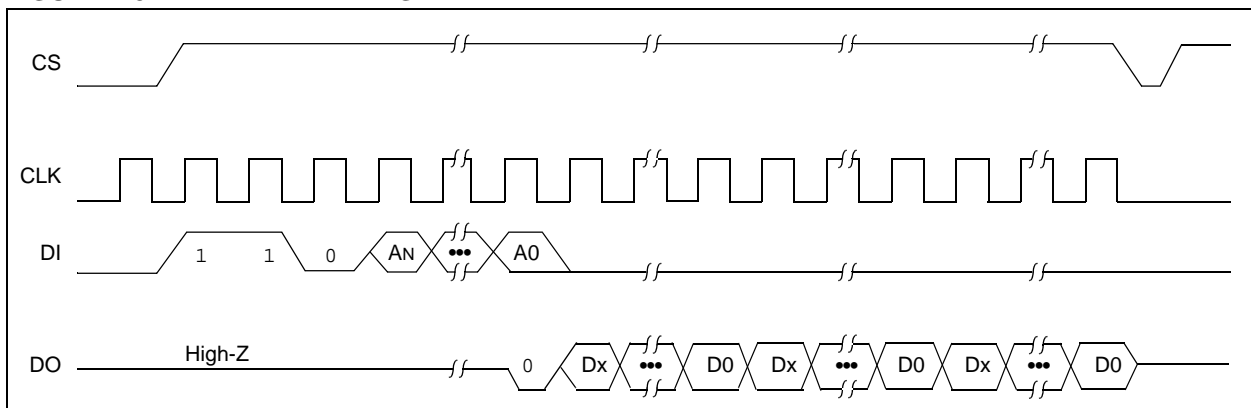 CS
CLK
DI 1 1 0 AN ••• A0
High-Z
DO 0 Dx ••• D0 Dx ••• D0 Dx ••• D0